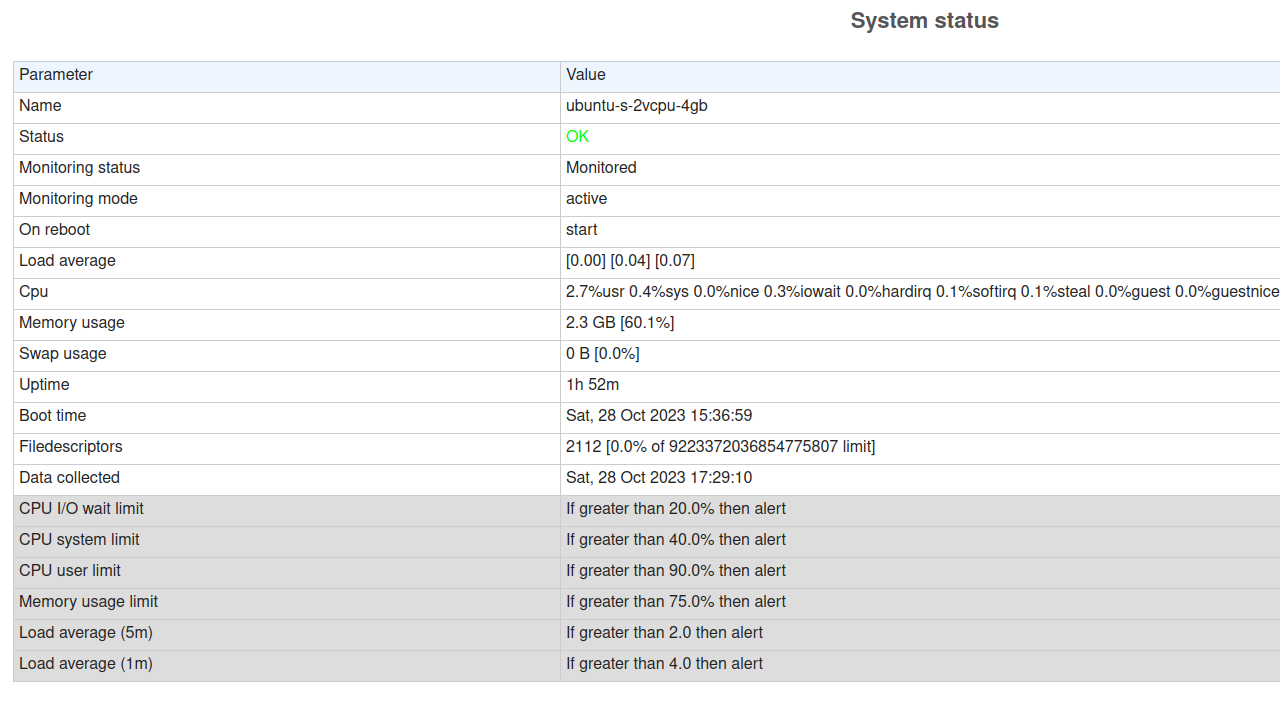 System status
Parameter Value
Name ubuntu-s-2vcpu-4gb
Status OK
Monitoring status Monitored
Monitoring mode active
On reboot start
Load average [0.00] [0.04] [0.07]
Cpu 2.7%usr 0.4%sys 0.0%nice 0.3%iowait 0.0%hardirq 0.1%softirq 0.1%steal 0.0%guest 0.0%guestnice
Memory usage 2.3 GB [60.1%]
Swap usage 0 B [0.0%]
Uptime 1h 52m
Boot time Sat, 28 Oct 2023 15:36:59
Filedescriptors 2112 [0.0% of 9223372036854775807 limit]
Data collected Sat, 28 Oct 2023 17:29:10
CPU I/O wait limit If greater than 20.0% then alert
CPU system limit If greater than 40.0% then alert
CPU user limit If greater than 90.0% then alert
Memory usage limit If greater than 75.0% then alert
Load average (5m) If greater than 2.0 then alert
Load average (1m) If greater than 4.0 then alert